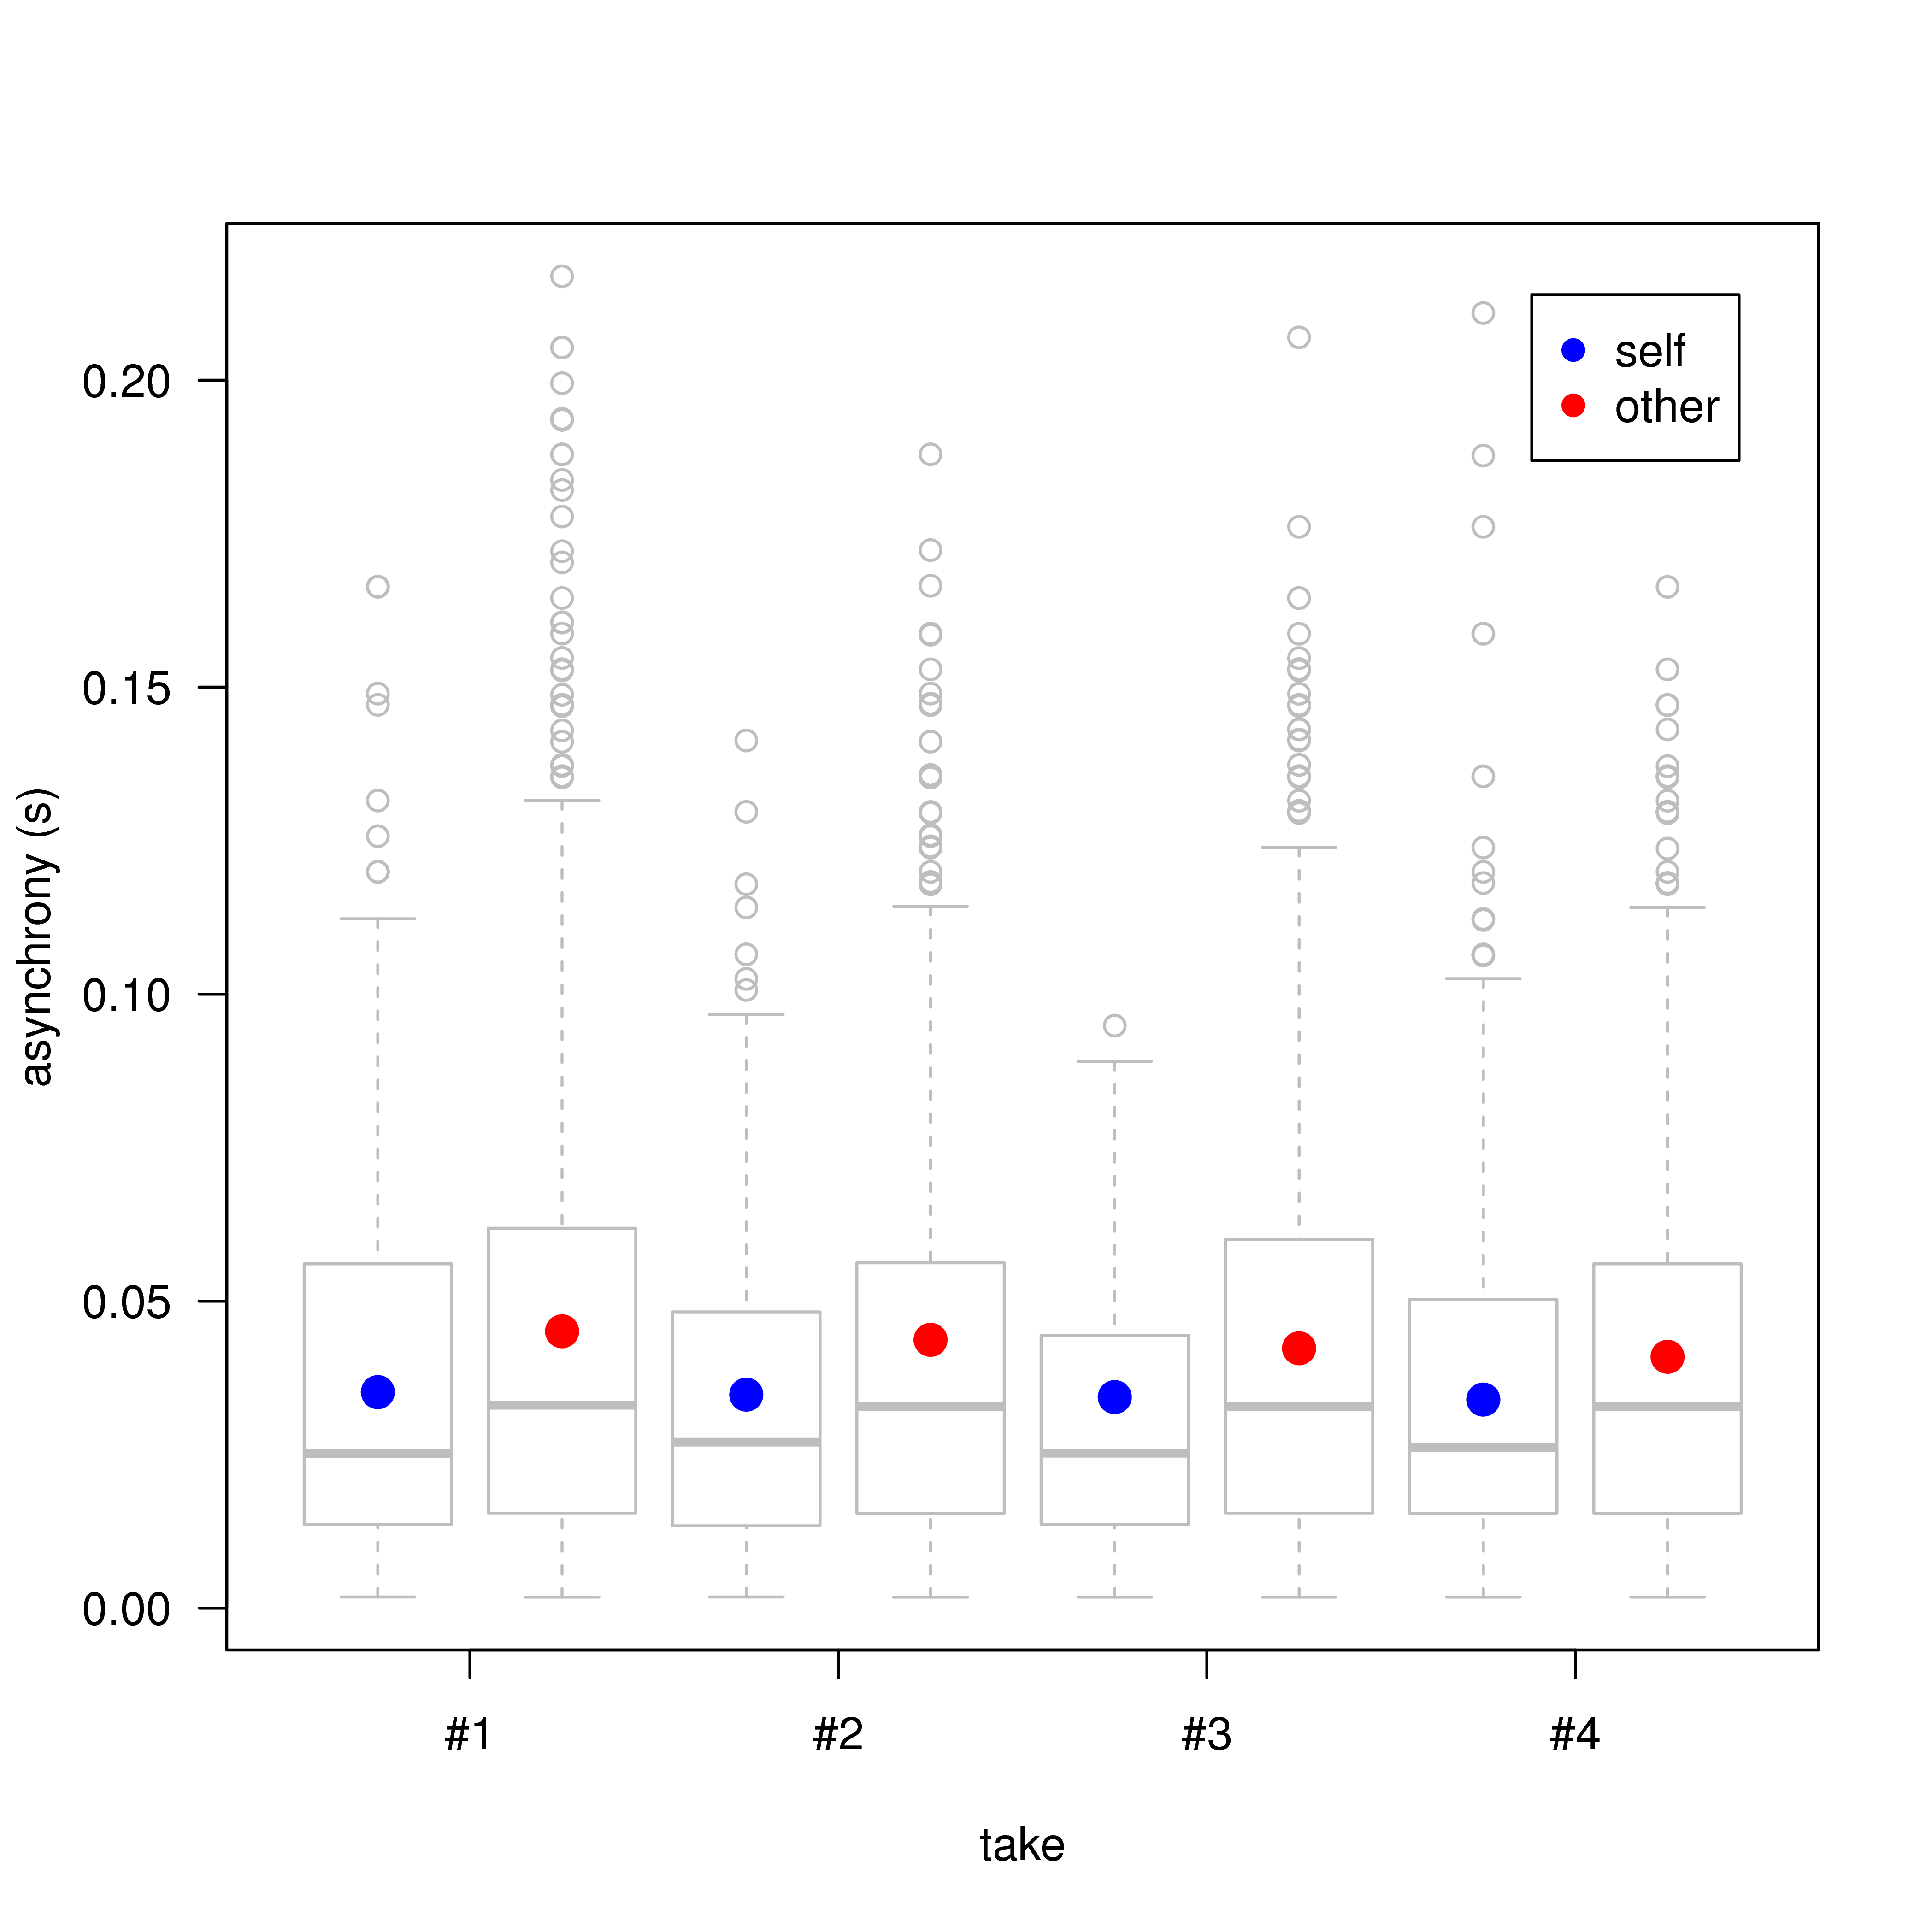 self
other
0.20
0.15
0.10
0.05
0.00
asynchrony (s)
#1 #2 #3 #4
take